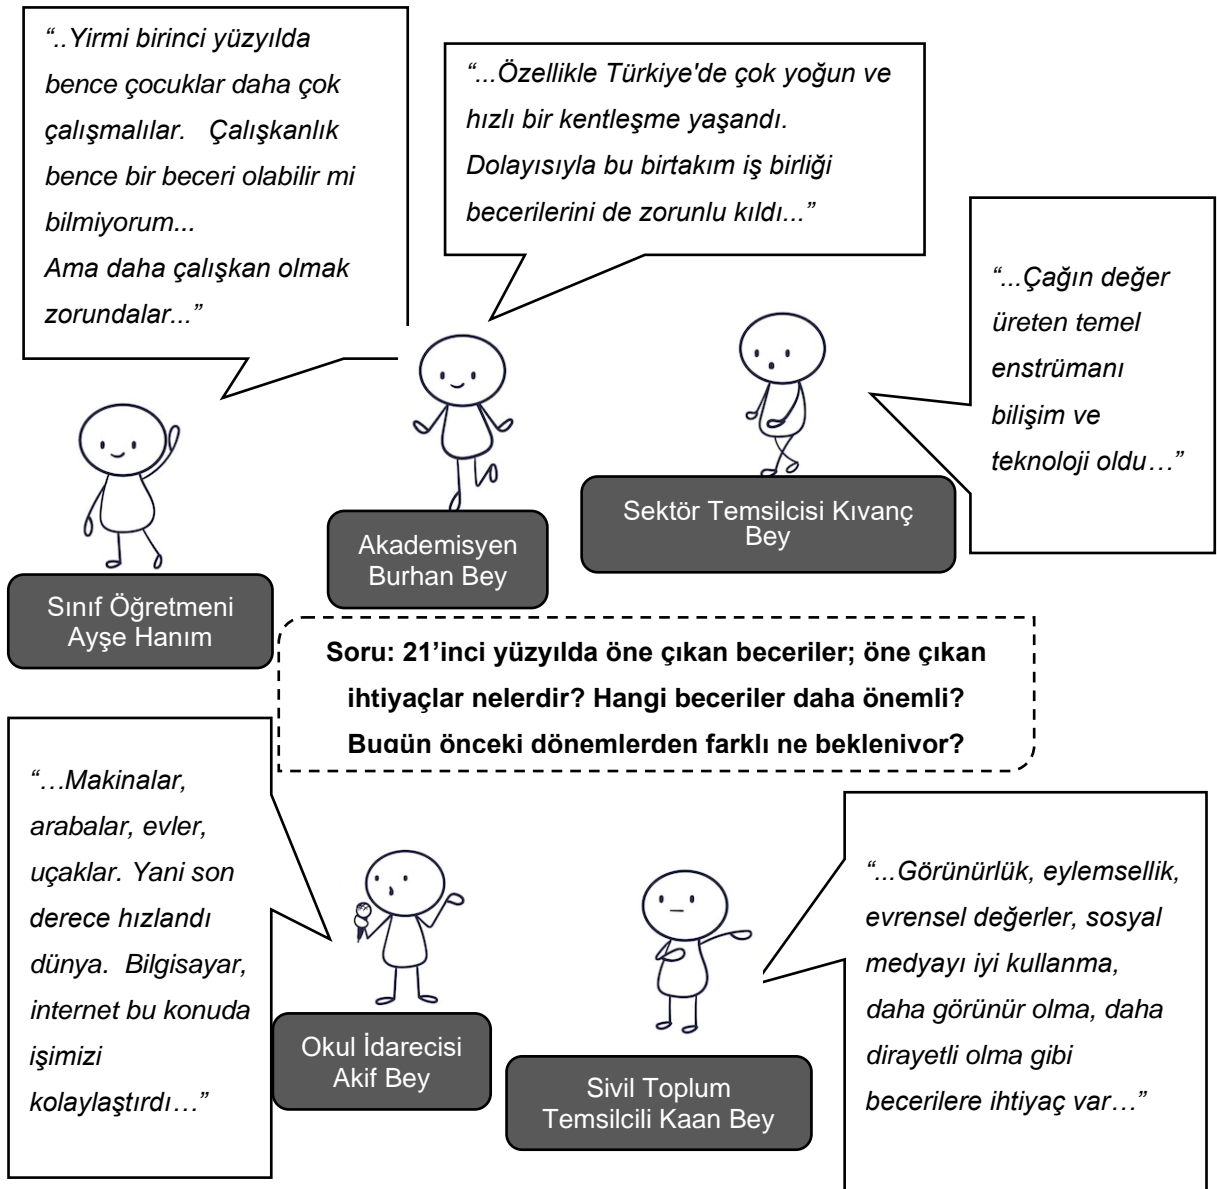 “..Yirmi birinci yüzyılda
bence çocuklar daha çok
çalışmalılar. Çalışkanlık
bence bir beceri olabilir mi
bilmiyorum...
Ama daha çalışkan olmak
zorundalar...”
“...Özellikle Türkiye'de çok yoğun ve
hızlı bir kentleşme yaşandı.
Dolayısıyla bu birtakım iş birliği
becerilerini de zorunlu kıldı...”
“...Çağın değer
üreten temel
enstrümanı
bilişim ve
teknoloji oldu…”
Sınıf Öğretmeni
Ayşe Hanım
Akademisyen
Burhan Bey
Sektör Temsilcisi Kıvanç
Bey
Soru: 21’inci yüzyılda öne çıkan beceriler; öne çıkan
ihtiyaçlar nelerdir? Hangi beceriler daha önemli?
Bugün önceki dönemlerden farklı ne bekleniyor?
“…Makinalar,
arabalar, evler,
uçaklar. Yani son
derece hızlandı
dünya. Bilgisayar,
internet bu konuda
işimizi
kolaylaştırdı…”
Okul İdarecisi
Akif Bey
Sivil Toplum
Temsilcili Kaan Bey
“...Görünürlük, eylemsellik,
evrensel değerler, sosyal
medyayı iyi kullanma,
daha görünür olma, daha
dirayetli olma gibi
becerilere ihtiyaç var…”